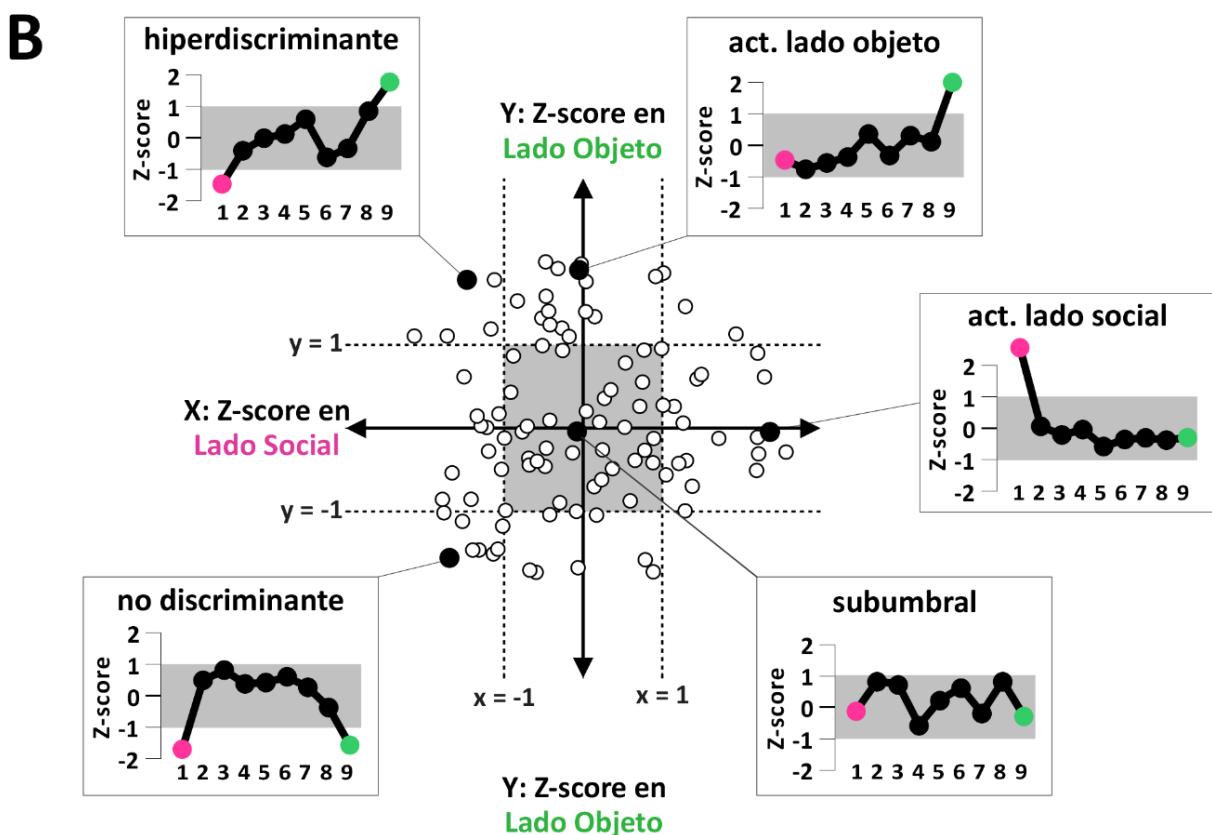 B
hiperdiscriminante
Z-score
2
1
0
-1
-2
1 2 3 4 5 6 7 8 9
act. lado objeto
Z-score
2
1
0
-1
-2
1 2 3 4 5 6 7 8 9
Y: Z-score en
Lado Objeto
act. lado social
Z-score
2
1
0
-1
-2
1 2 3 4 5 6 7 8 9
y = 1
X: Z-score en
Lado Social
y = -1
no discriminante
Z-score
2
1
0
-1
-2
1 2 3 4 5 6 7 8 9
x = -1
x = 1
subumbral
Z-score
2
1
0
-1
-2
1 2 3 4 5 6 7 8 9
Y: Z-score en
Lado Objeto